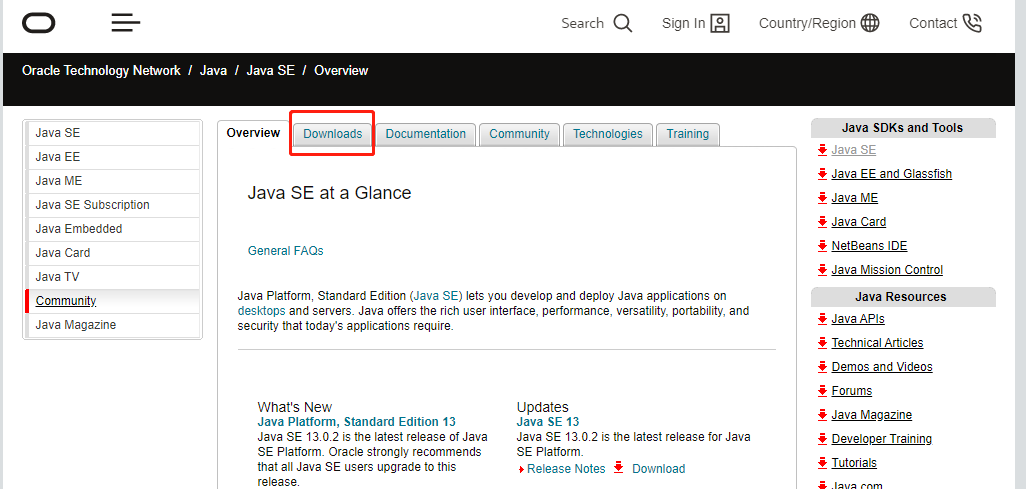 Search
Sign In
Country/Region
Contact
Oracle Technology Network / Java / Java SE / Overview
Java SE
Java EE
Java ME
Java SE Subscription
Java Embedded
Java Card
Java TV
Community
Java Magazine
Overview
Downloads
Documentation
Community
Technologies
Training
Java SE at a Glance
General FAQs
Java Platform, Standard Edition (Java SE) lets you develop and deploy Java applications on
desktops and servers. Java offers the rich user interface, performance, versatility, portability, and
security that today's applications require.
What's New
Java Platform, Standard Edition 13
Java SE 13.0.2 is the latest release of Java
SE Platform. Oracle strongly recommends
that all Java SE users upgrade to this
release.
Updates
Java SE 13
Java SE 13.0.2 is the latest release for Java
SE Platform.
Release Notes Download
Java SDKs and Tools
Java SE
Java EE and Glassfish
Java ME
Java Card
NetBeans IDE
Java Mission Control
Java Resources
Java APIs
Technical Articles
Demos and Videos
Forums
Java Magazine
Developer Training
Tutorials
Java.com